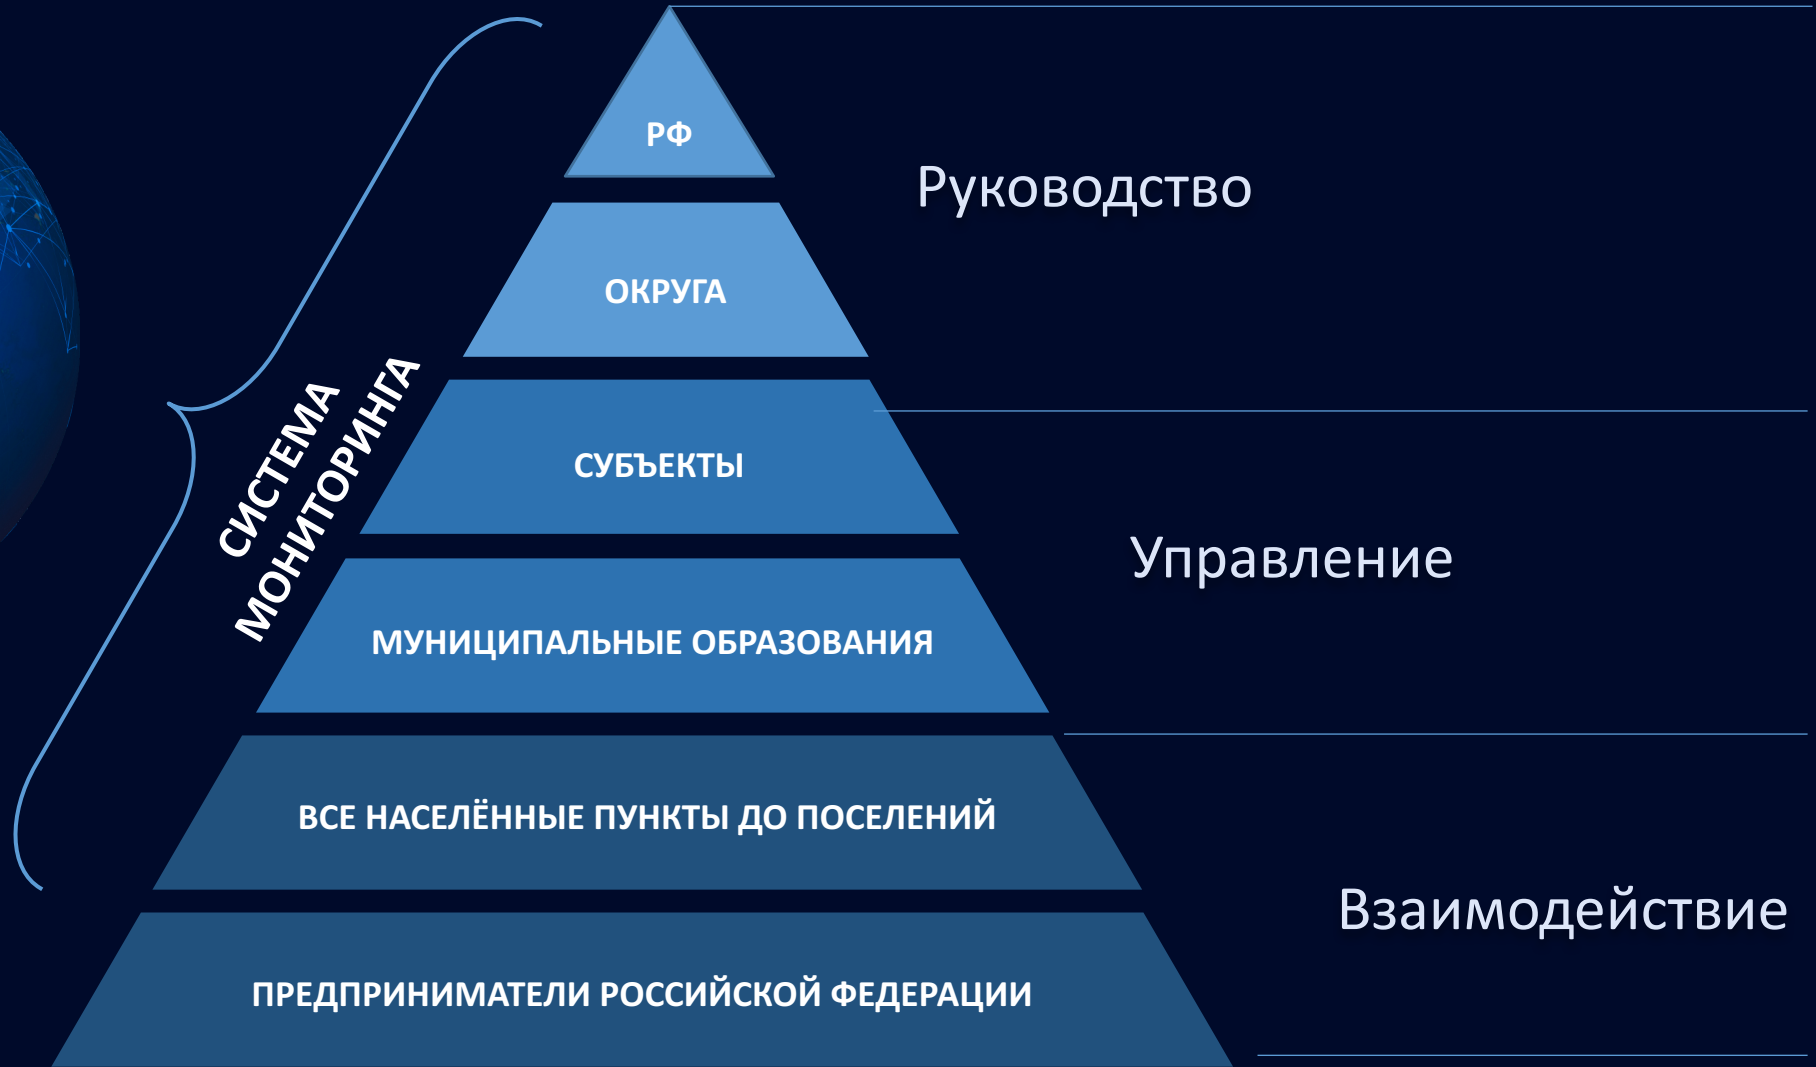 РФ
Руководство
ОКРУГА
СИСТЕМА
МОНИТОРИНГА
СУБЪЕКТЫ
Управление
МУНИЦИПАЛЬНЫЕ ОБРАЗОВАНИЯ
ВСЕ НАСЕЛЁННЫЕ ПУНКТЫ ДО ПОСЕЛЕНИЙ
Взаимодействие
ПРЕДПРИНИМАТЕЛИ РОССИЙСКОЙ ФЕДЕРАЦИИ